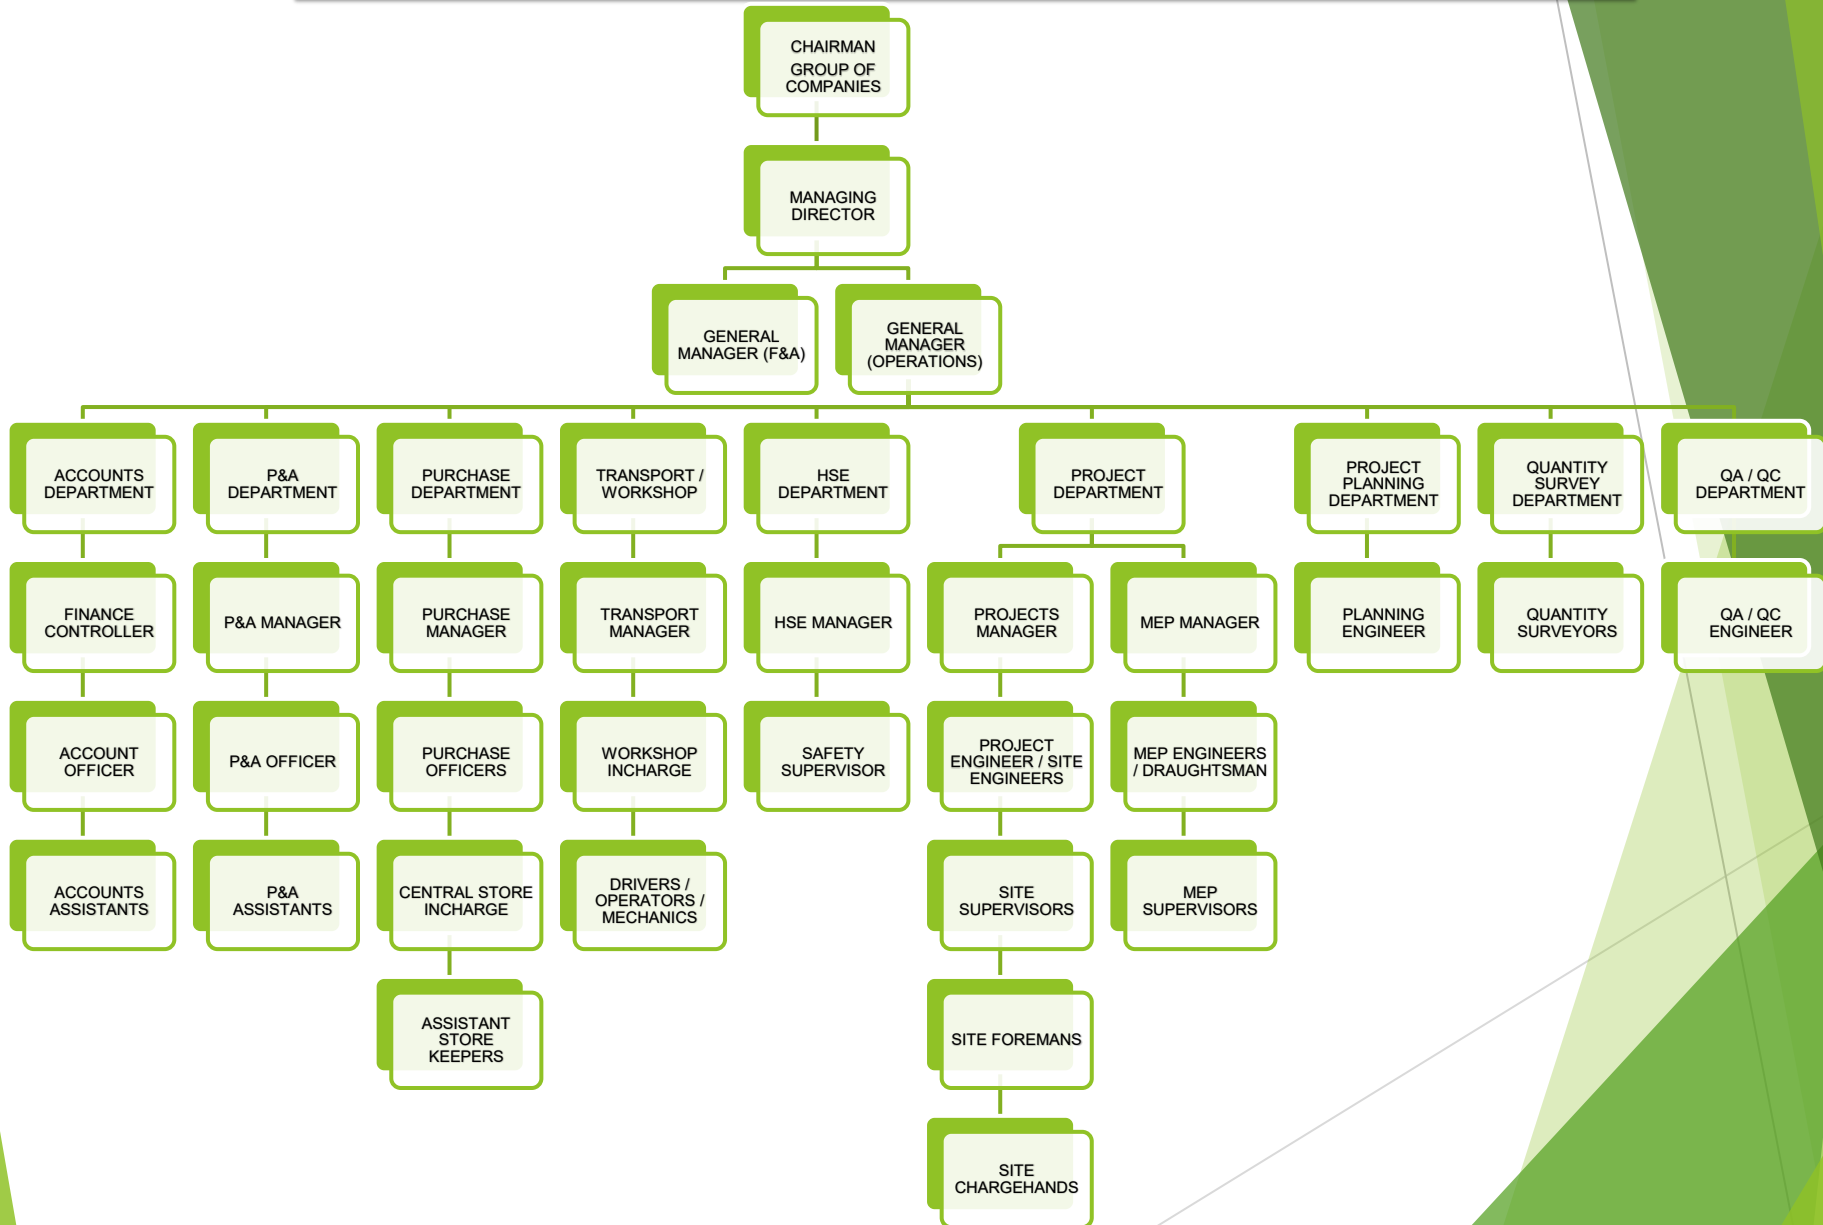 CHAIRMAN
GROUP OF
COMPANIES
MANAGING
DIRECTOR
GENERAL
MANAGER (F&A)
GENERAL
MANAGER
(OPERATIONS)
ACCOUNTS
DEPARTMENT
P&A
DEPARTMENT
PURCHASE
DEPARTMENT
TRANSPORT /
WORKSHOP
HSE
DEPARTMENT
PROJECT
DEPARTMENT
PROJECT
PLANNING
DEPARTMENT
QUANTITY
SURVEY
DEPARTMENT
QA / QC
DEPARTMENT
FINANCE
CONTROLLER
P&A MANAGER
PURCHASE
MANAGER
TRANSPORT
MANAGER
HSE MANAGER
PROJECTS
MANAGER
MEP MANAGER
PLANNING
ENGINEER
QUANTITY
SURVEYORS
QA / QC
ENGINEER
ACCOUNT
OFFICER
P&A OFFICER
PURCHASE
OFFICERS
WORKSHOP
INCHARGE
SAFETY
SUPERVISOR
PROJECT
ENGINEER / SITE
ENGINEERS
MEP ENGINEERS
/ DRAUGHTSMAN
ACCOUNTS
ASSISTANTS
P&A
ASSISTANTS
CENTRAL STORE
INCHARGE
DRIVERS /
OPERATORS /
MECHANICS
SITE
SUPERVISORS
MEP
SUPERVISORS
ASSISTANT
STORE
KEEPERS
SITE FOREMANS
SITE
CHARGEHANDS